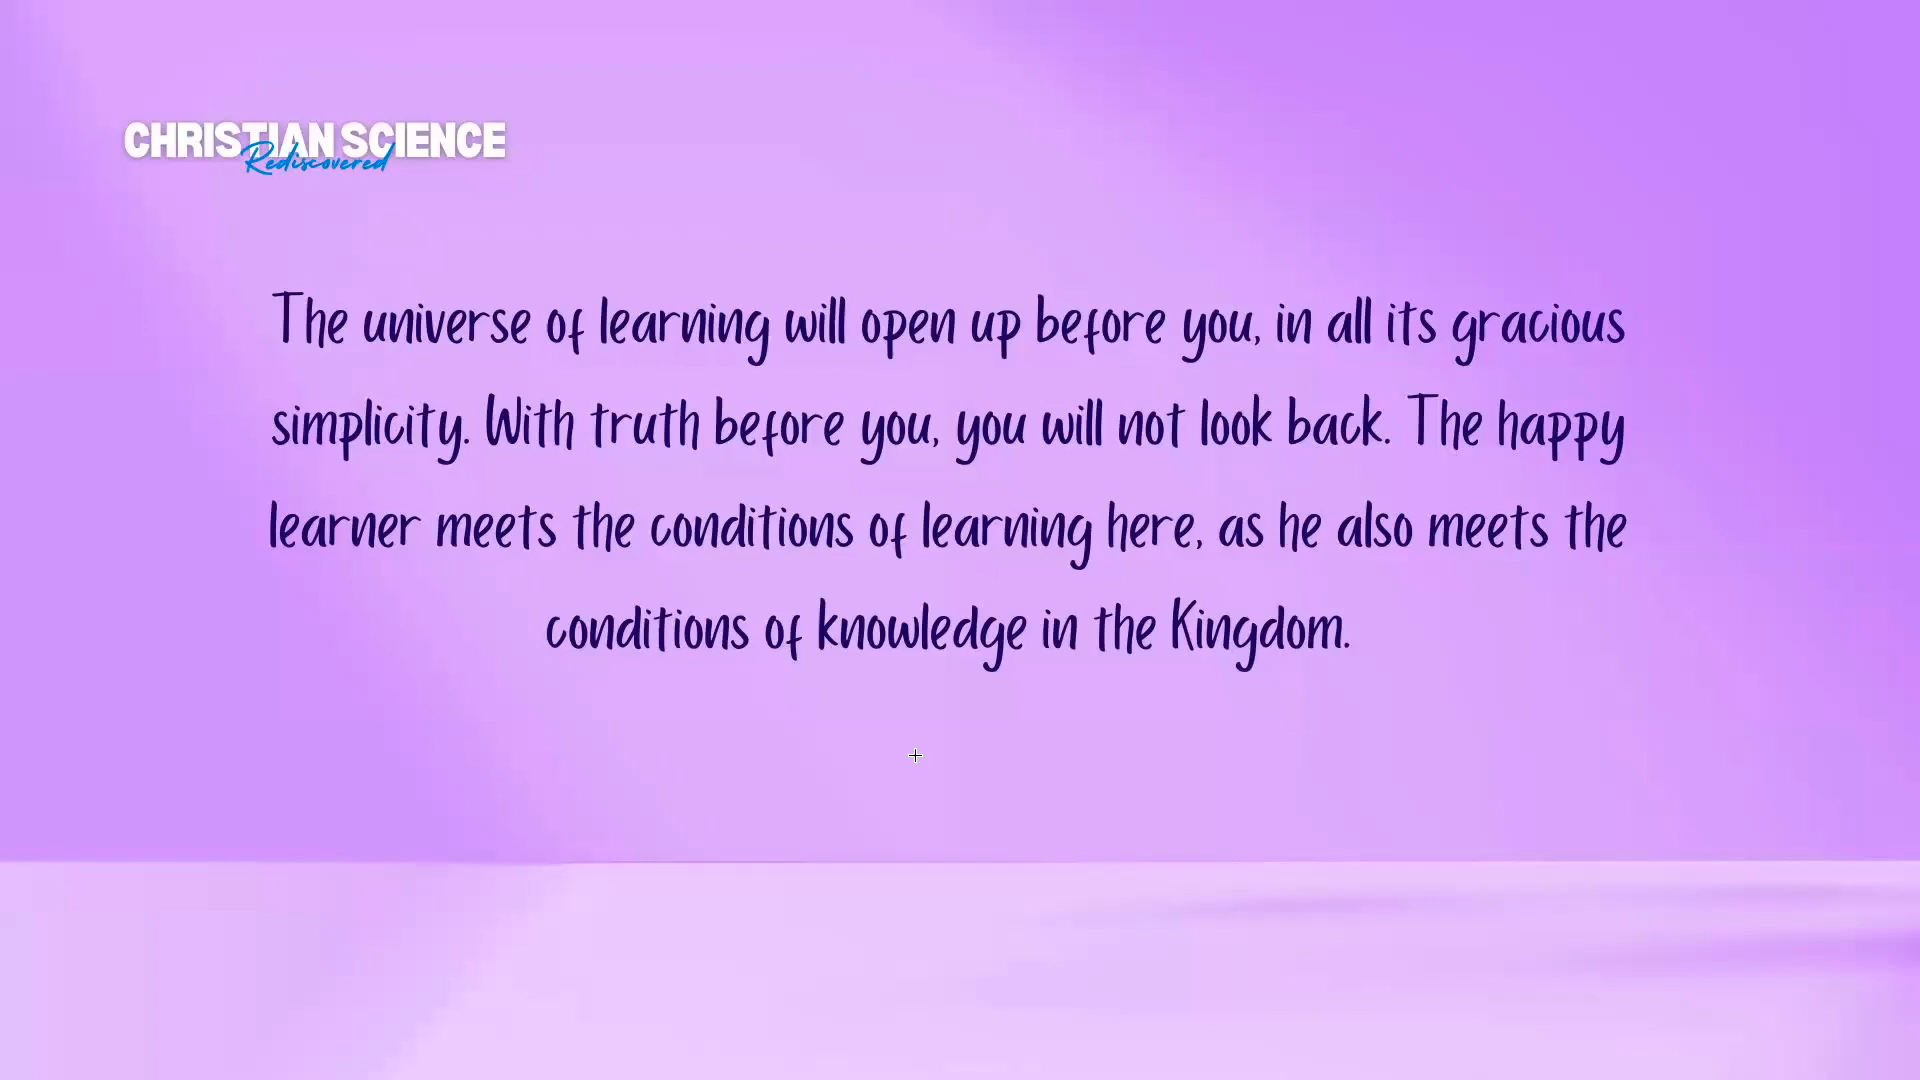 CHRISTIAN SCIENCE
Rediscovered
The universe of learning will open up before you, in all its gracious
simplicity. With truth before you, you will not look back. The happy
learner meets the conditions of learning here, as he also meets the
conditions of knowledge in the Kingdom.